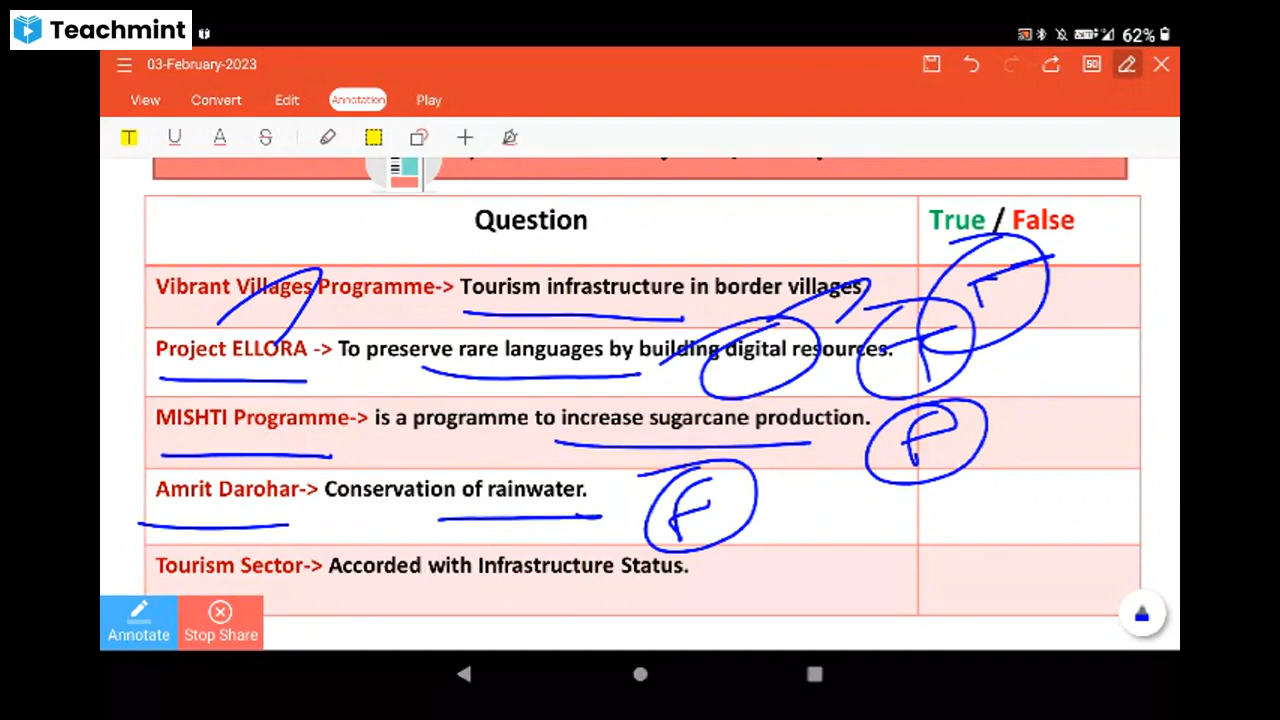 Teachmint
62%
03-February-2023
50
View Convert Edit Annotation Play
T U A S
Question True / False
Vibrant Villages Programme-> Tourism infrastructure in border villages. T
Project ELLORA -> To preserve rare languages by building digital resources. T
MISHTI Programme-> is a programme to increase sugarcane production. F
Amrit Darohar-> Conservation of rainwater. F
Tourism Sector-> Accorded with Infrastructure Status.
Annotate Stop Share